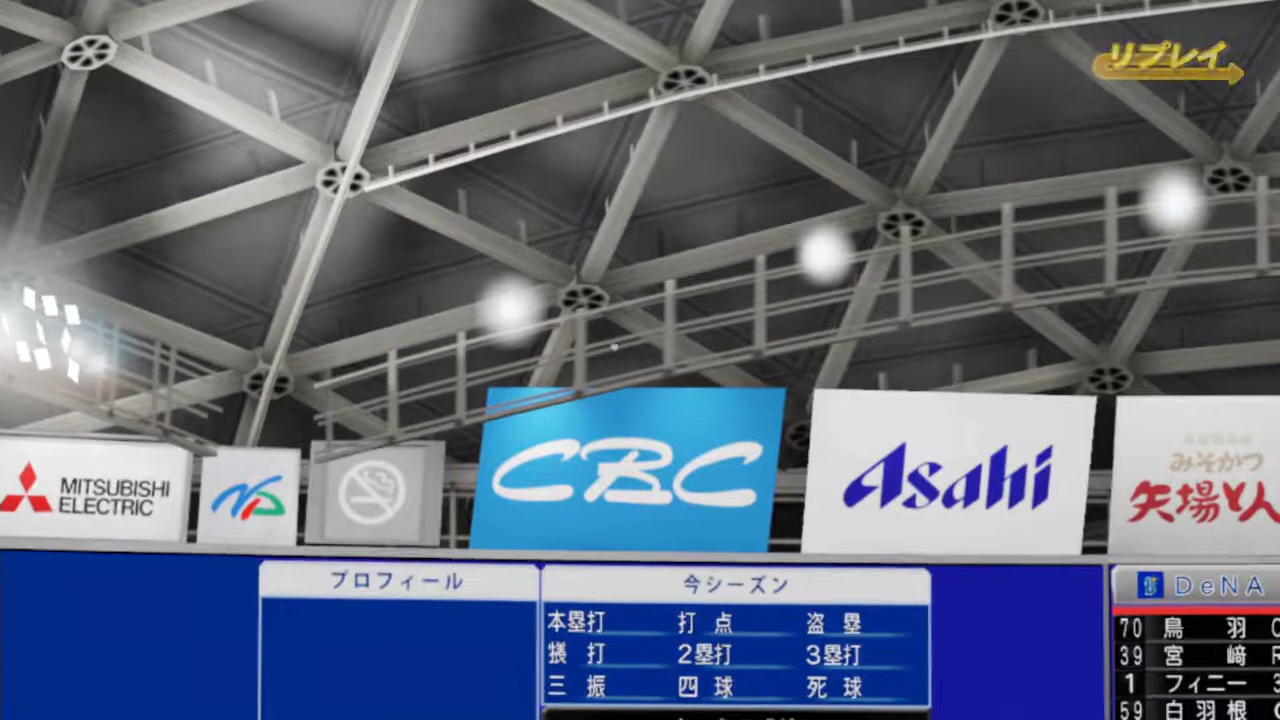 リプレイ
MITSUBISHI
ELECTRIC
CBC
Asahi
みそかつ
矢場とん
プロフィール
今シーズン
本塁打 打点 盗塁
犠打 2塁打 3塁打
三振 四球 死球
DeNA
70 鳥羽
39 宮﨑
1 フィニー 3
59 白羽根